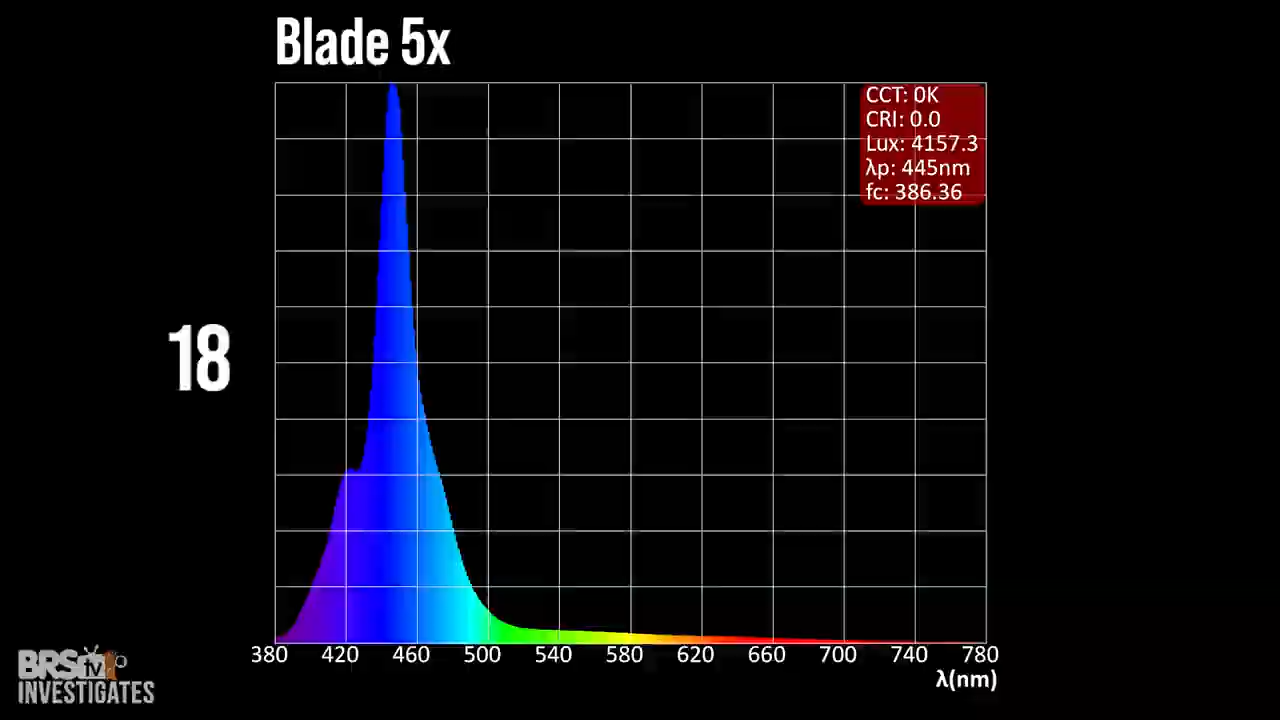 Blade 5x
CCT: 0K
CRI: 0.0
Lux: 4157.3
λp: 445nm
fc: 386.36
18
380 420 460 500 540 580 620 660 700 740 780
λ(nm)
BRS TV
INVESTIGATES